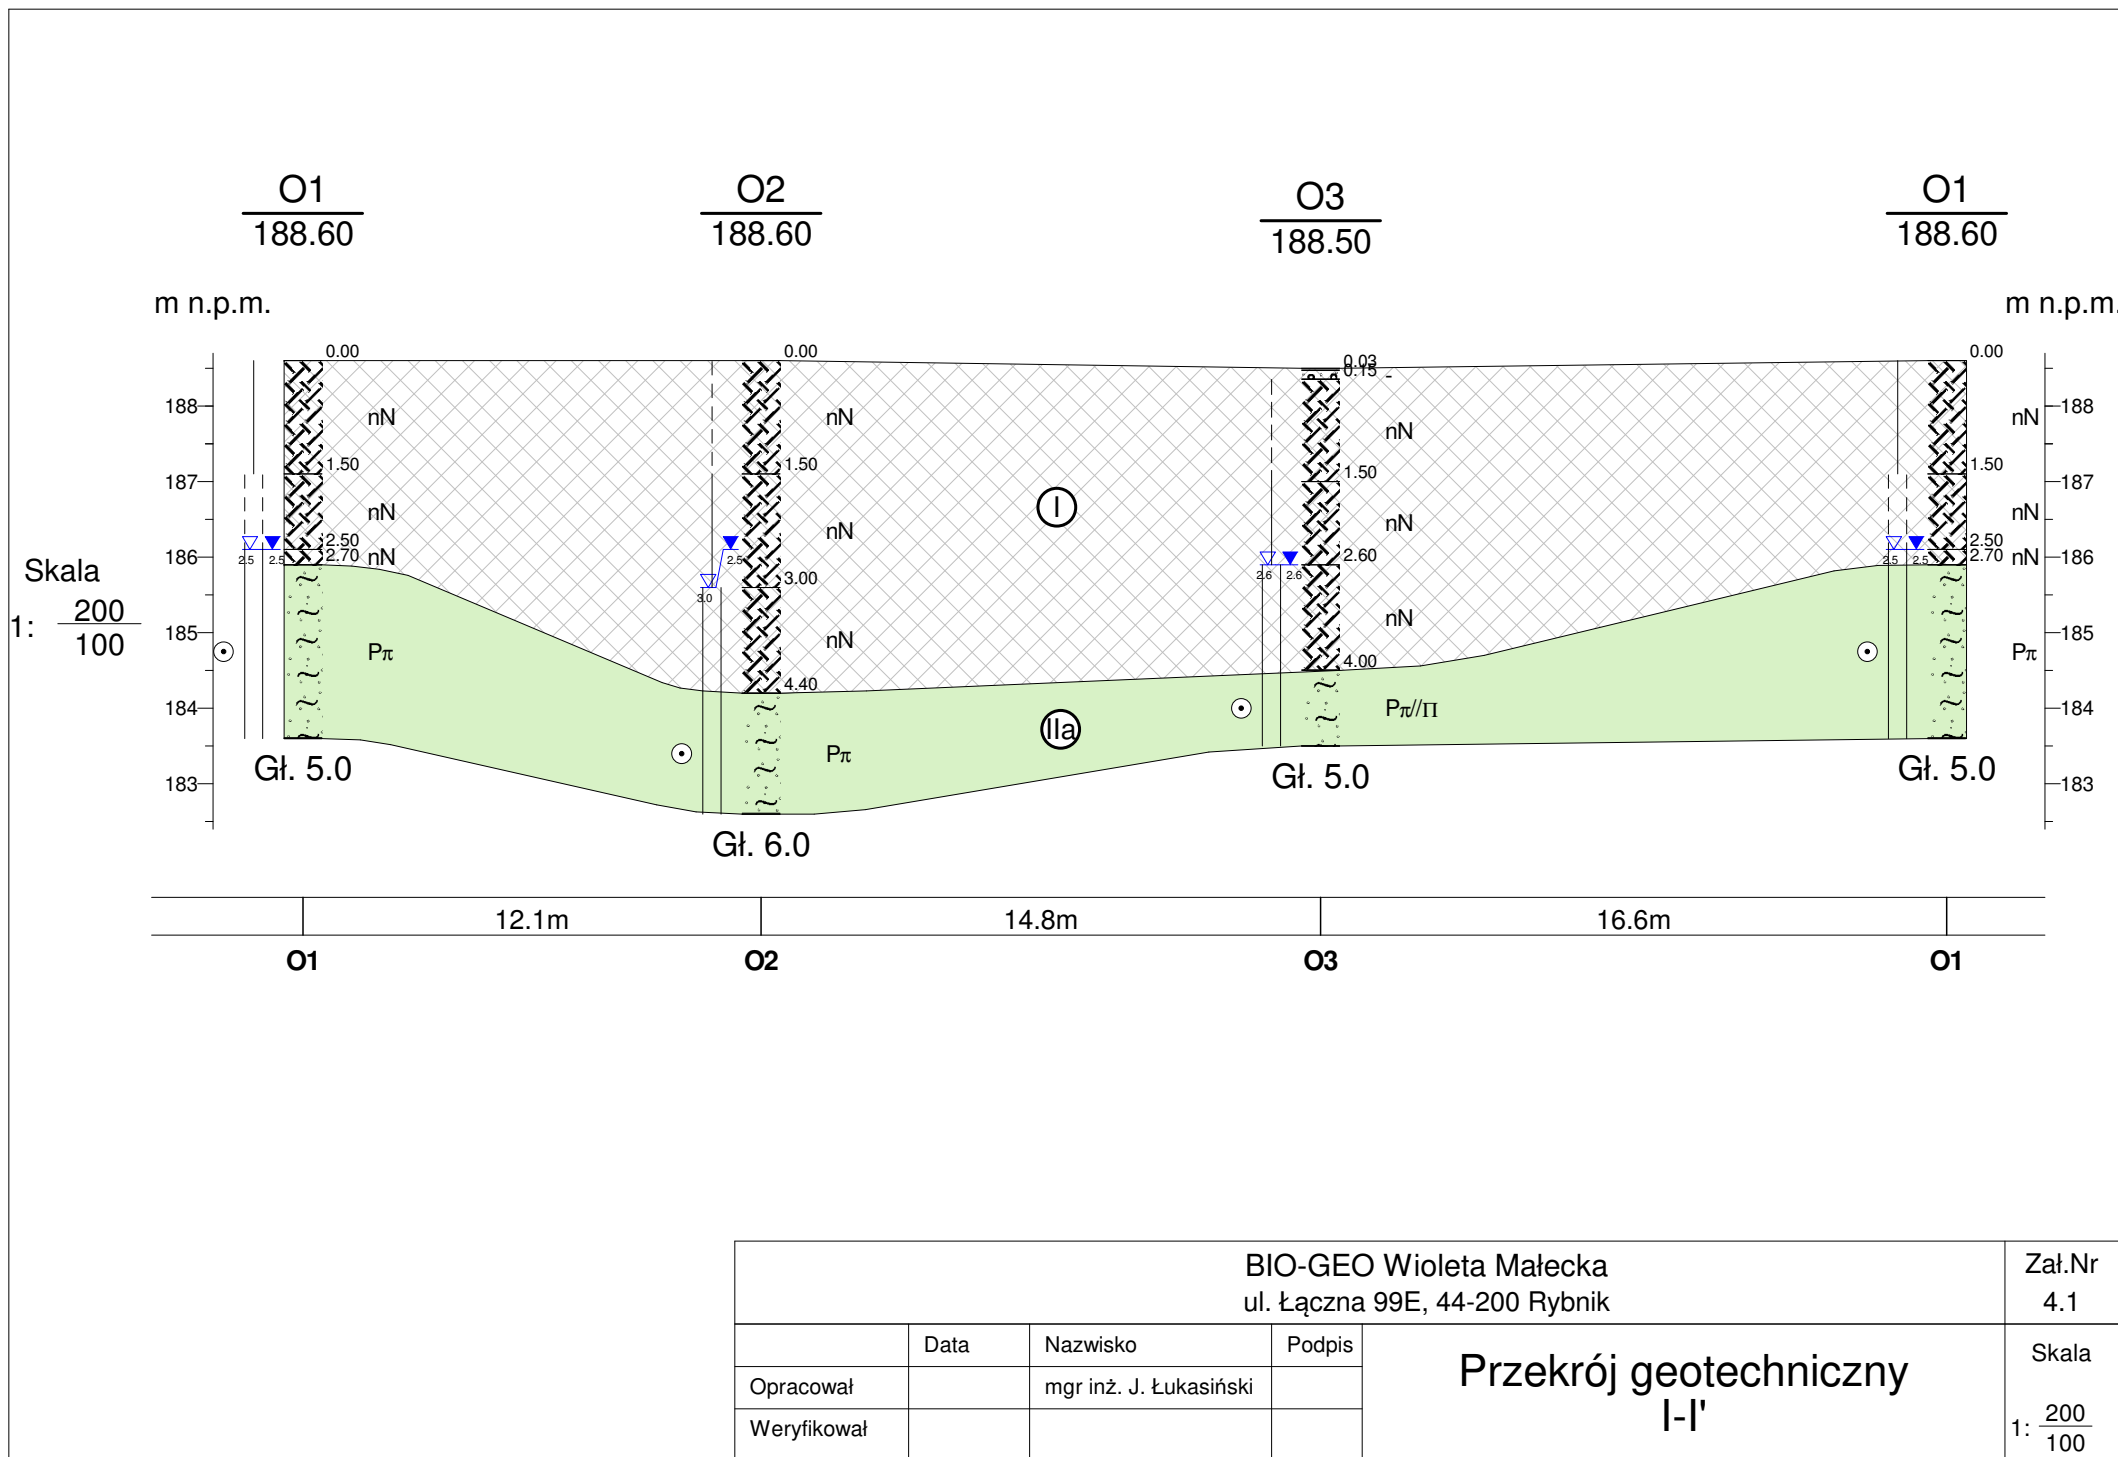 O1
188.60
O2
188.60
O3
188.50
O1
188.60
m n.p.m.
m n.p.m.
0.00
0.00
0.03
0.15 -
0.00
188
nN
nN
nN
nN
188
1.50
1.50
1.50
1.50
187
187
nN
nN
I
nN
nN
2.50
2.70
nN
2.60
2.50
2.70
nN
186
186
2.5
2.5
2.5
3.0
2.6
2.6
2.5
2.5
3.00
Skala
1: 200
100
185
185
nN
nN
Pπ
Pπ
4.40
4.00
184
184
IIa
Pπ
Pπ//Π
183
183
Gł. 5.0
Gł. 6.0
Gł. 5.0
Gł. 5.0
12.1m
14.8m
16.6m
O1
O2
O3
O1
BIO-GEO Wioleta Małecka
ul. Łączna 99E, 44-200 Rybnik
Zał.Nr
4.1
Data
Nazwisko
Podpis
Opracował
mgr inż. J. Łukasiński
Weryfikował
Przekrój geotechniczny
I-I'
Skala
1: 200
100